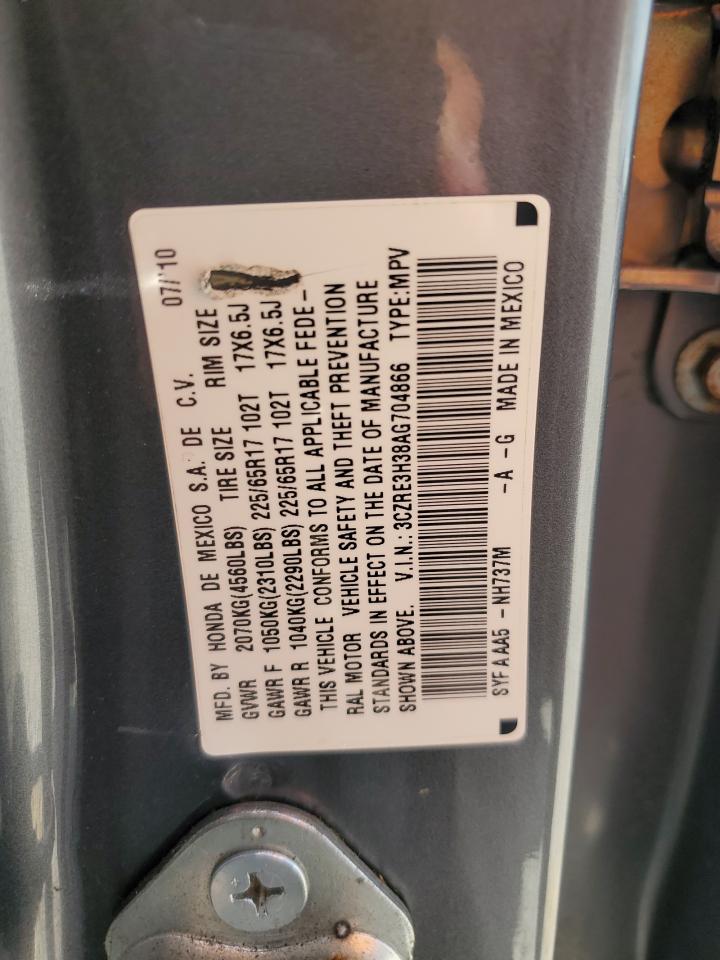 MFD. BY HONDA DE MEXICO S.A. DE C.V. 07/'10
GVWR 2070KG(4560LBS) TIRE SIZE RIM SIZE
GAWR F 1050KG(2310LBS) 225/65R17 102T 17X6.5J
GAWR R 1040KG(2290LBS) 225/65R17 102T 17X6.5J
THIS VEHICLE CONFORMS TO ALL APPLICABLE FEDE-
RAL MOTOR VEHICLE SAFETY AND THEFT PREVENTION
STANDARDS IN EFFECT ON THE DATE OF MANUFACTURE
SHOWN ABOVE. V.I.N.: 3CZRE3H38AG704866 TYPE:MPV
SYFAAA5 -NH737M -A -G MADE IN MEXICO